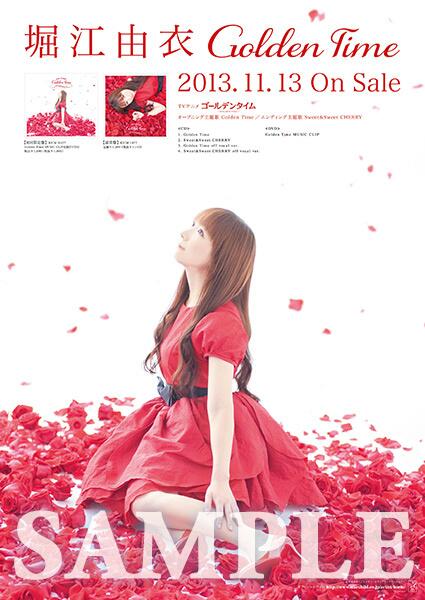 堀江由衣 Golden Time
2013.11.13 On Sale
TVアニメ ゴールデンタイム
オープニング主題歌 Golden Time／エンディング主題歌 Sweet&Sweet CHERRY
1. Golden Time
2. Sweet&Sweet CHERRY
3. Golden Time off vocal ver.
4. Sweet&Sweet CHERRY off vocal ver.
Golden Time MUSIC CLIP
SAMPLE